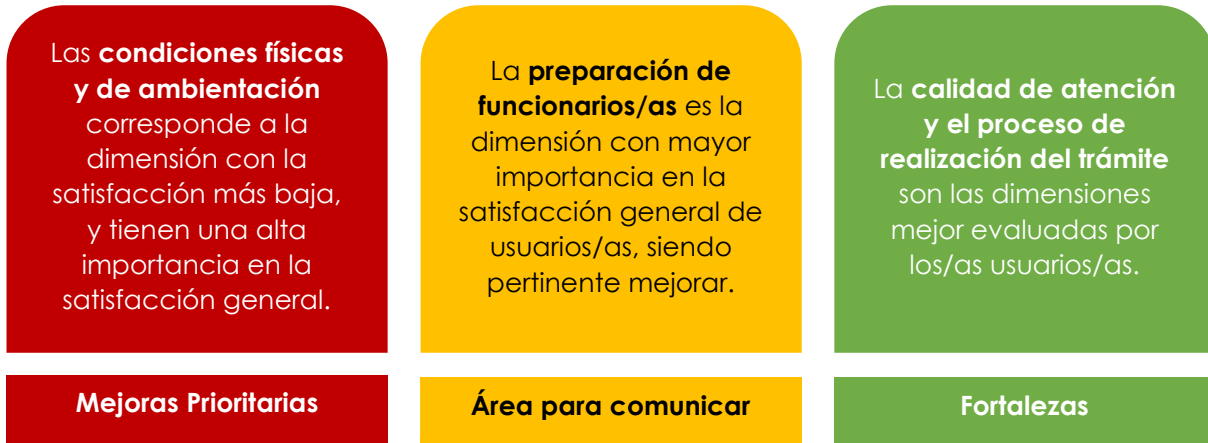 Las condiciones físicas
y de ambientación
corresponde a la
dimensión con la
satisfacción más baja,
y tienen una alta
importancia en la
satisfacción general.
Mejoras Prioritarias
La preparación de
funcionarios/as es la
dimensión con mayor
importancia en la
satisfacción general de
usuarios/as, siendo
pertinente mejorar.
Área para comunicar
La calidad de atención
y el proceso de
realización del trámite
son las dimensiones
mejor evaluadas por
los/as usuarios/as.
Fortalezas